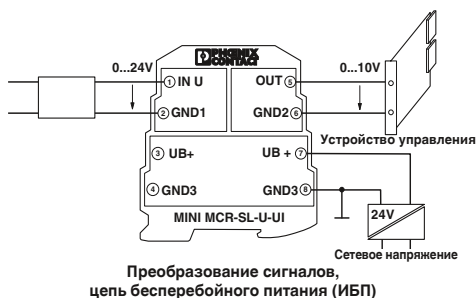 PHOENIX
CONTACT
0...24V
① IN U
OUT ⑤
0...10V
② GND1
GND2 ⑥
Устройство управления
③ UB+
UB + ⑦
④ GND3
GND3 ⑧
MINI MCR-SL-U-UI
24V
Сетевое напряжение
Преобразование сигналов,
цепь бесперебойного питания (ИБП)